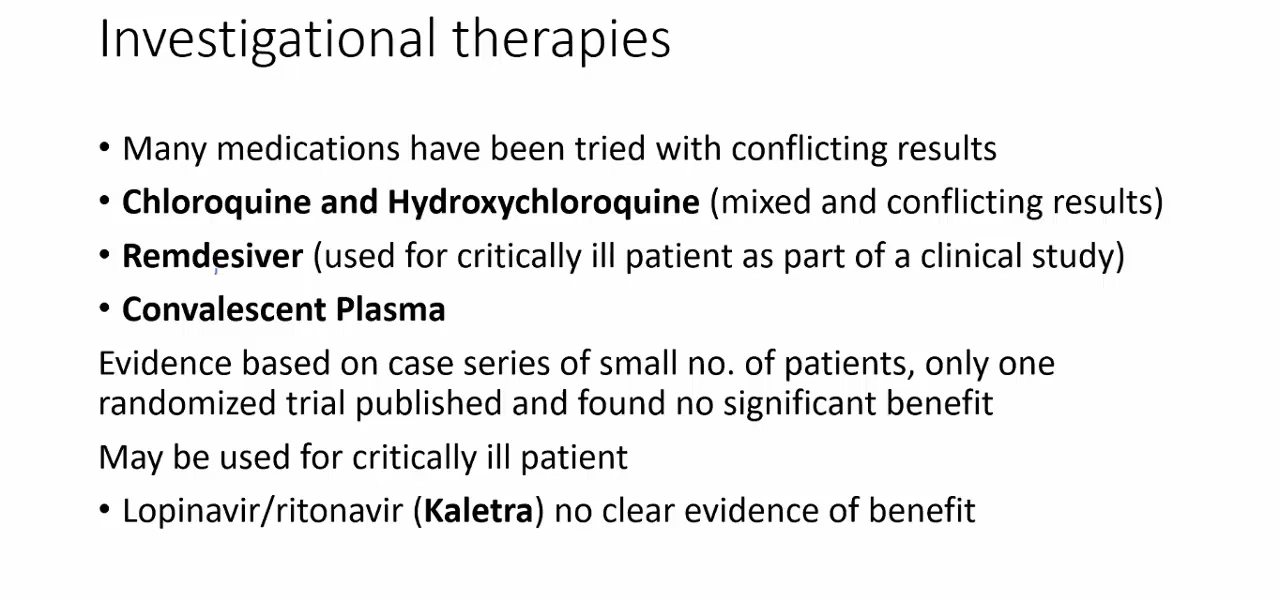 Investigational therapies
• Many medications have been tried with conflicting results
• Chloroquine and Hydroxychloroquine (mixed and conflicting results)
• Remdesiver (used for critically ill patient as part of a clinical study)
• Convalescent Plasma
Evidence based on case series of small no. of patients, only one
randomized trial published and found no significant benefit
May be used for critically ill patient
• Lopinavir/ritonavir (Kaletra) no clear evidence of benefit